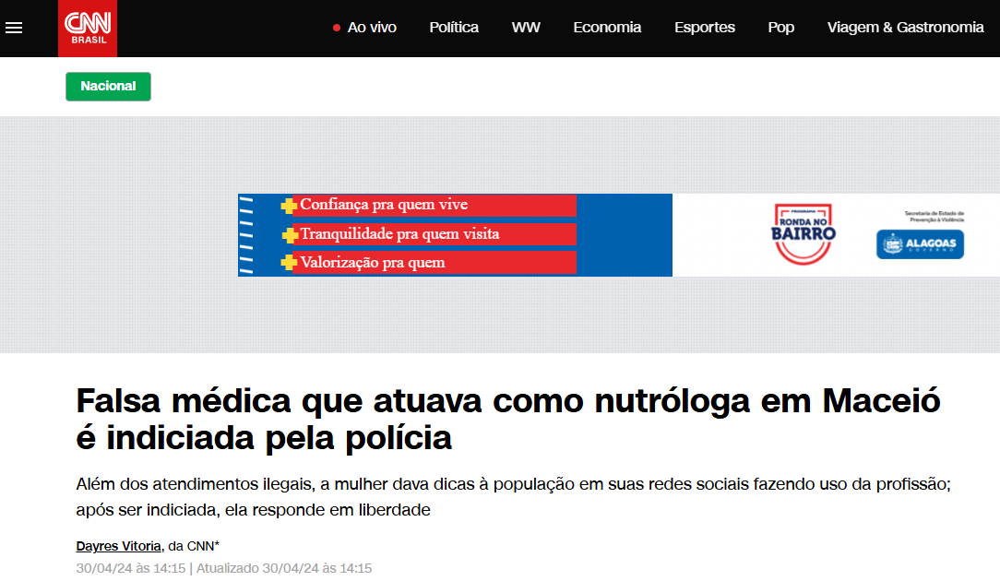 CNN
BRASIL
Ao vivo Política WW Economia Esportes Pop Viagem & Gastronomia
Nacional
Confiança pra quem vive
Tranquilidade pra quem visita
Valorização pra quem
PROGRAMA
RONDA NO
BAIRRO
Secretaria de Estado de
Prevenção à Violência
ALAGOAS
GOVERNO
Falsa médica que atuava como nutróloga em Maceió
é indiciada pela polícia
Além dos atendimentos ilegais, a mulher dava dicas à população em suas redes sociais fazendo uso da profissão;
após ser indiciada, ela responde em liberdade
Dayres Vitoria, da CNN*
30/04/24 às 14:15 | Atualizado 30/04/24 às 14:15